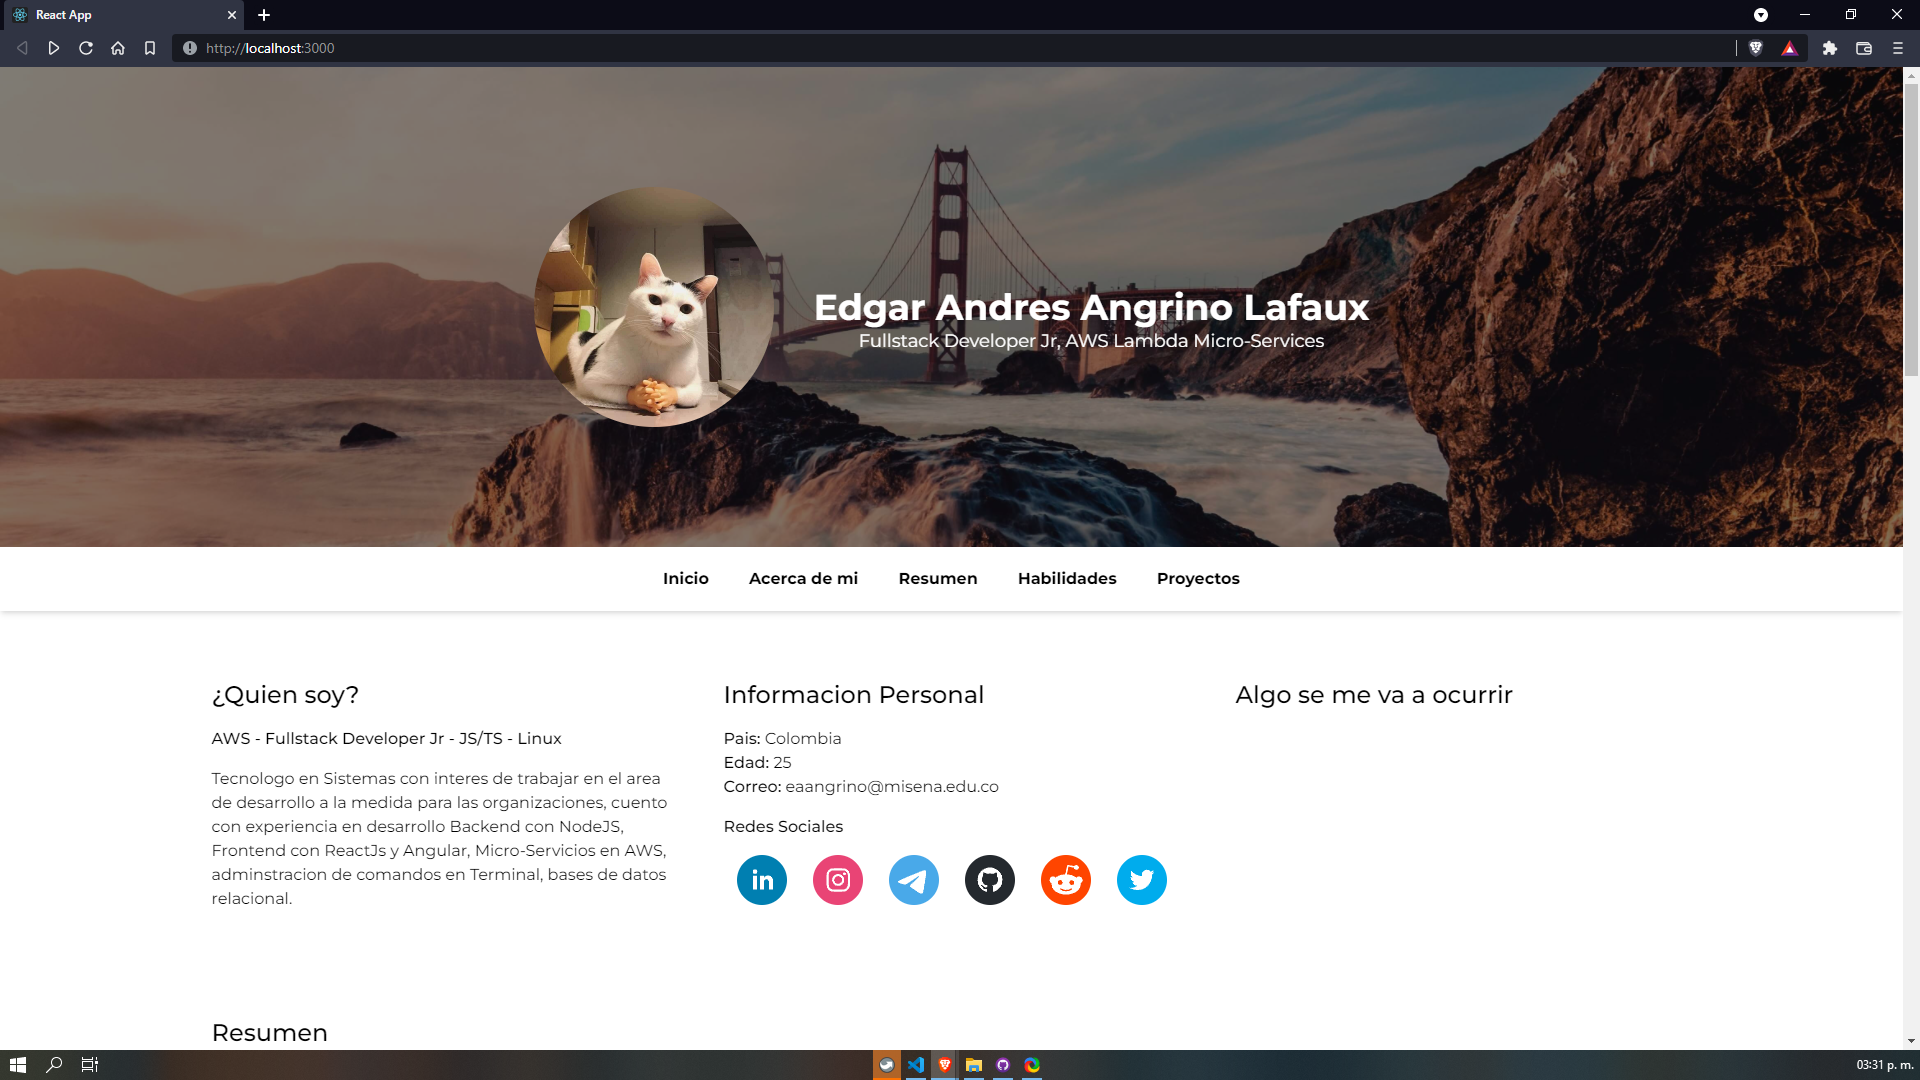 React App
http://localhost:3000
Edgar Andres Angrino Lafaux
Fullstack Developer Jr, AWS Lambda Micro-Services
Inicio Acerca de mi Resumen Habilidades Proyectos
¿Quien soy?
AWS - Fullstack Developer Jr - JS/TS - Linux
Tecnologo en Sistemas con interes de trabajar en el area
de desarrollo a la medida para las organizaciones, cuento
con experiencia en desarrollo Backend con NodeJS,
Frontend con ReactJs y Angular, Micro-Servicios en AWS,
adminstracion de comandos en Terminal, bases de datos
relacional.
Informacion Personal
Pais: Colombia
Edad: 25
Correo: eaangrino@misena.edu.co
Redes Sociales
in
Algo se me va a ocurrir
Resumen
03:31 p. m.